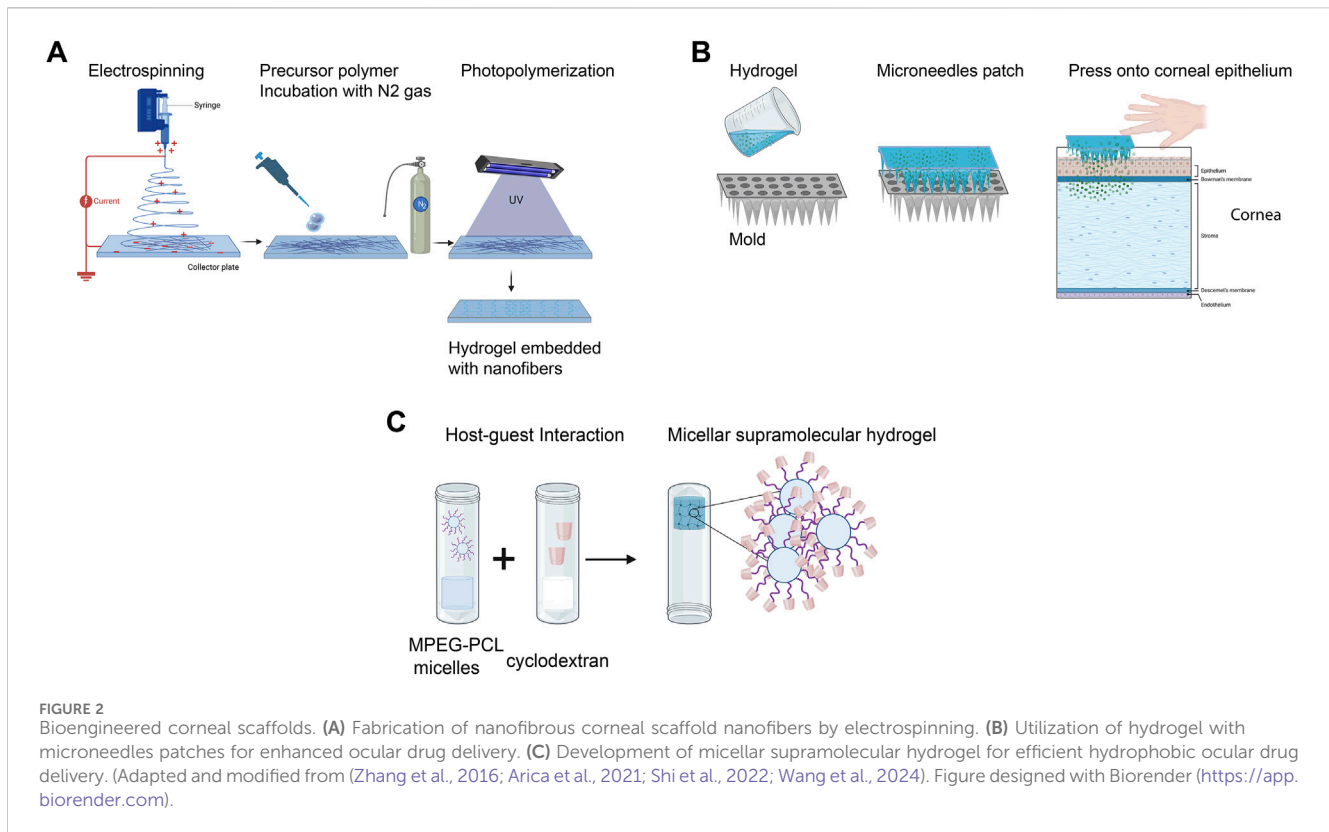 A
Electrospinning
Syringe
Current
Collector plate
Precursor polymer
Incubation with N2 gas
N2
Photopolymerization
UV
Hydrogel embedded
with nanofibers
B
Hydrogel
Mold
Microneedles patch
Press onto corneal epithelium
Epithelium
Bowman's membrane
Cornea
Stroma
Descemet's membrane
Endothelium
C
Host-guest Interaction
+
MPEG-PCL
micelles
cyclodextran
Micellar supramolecular hydrogel
FIGURE 2
Bioengineered corneal scaffolds. (A) Fabrication of nanofibrous corneal scaffold nanofibers by electrospinning. (B) Utilization of hydrogel with
microneedles patches for enhanced ocular drug delivery. (C) Development of micellar supramolecular hydrogel for efficient hydrophobic ocular drug
delivery. (Adapted and modified from (Zhang et al., 2016; Arica et al., 2021; Shi et al., 2022; Wang et al., 2024). Figure designed with Biorender (https://app.
biorender.com).